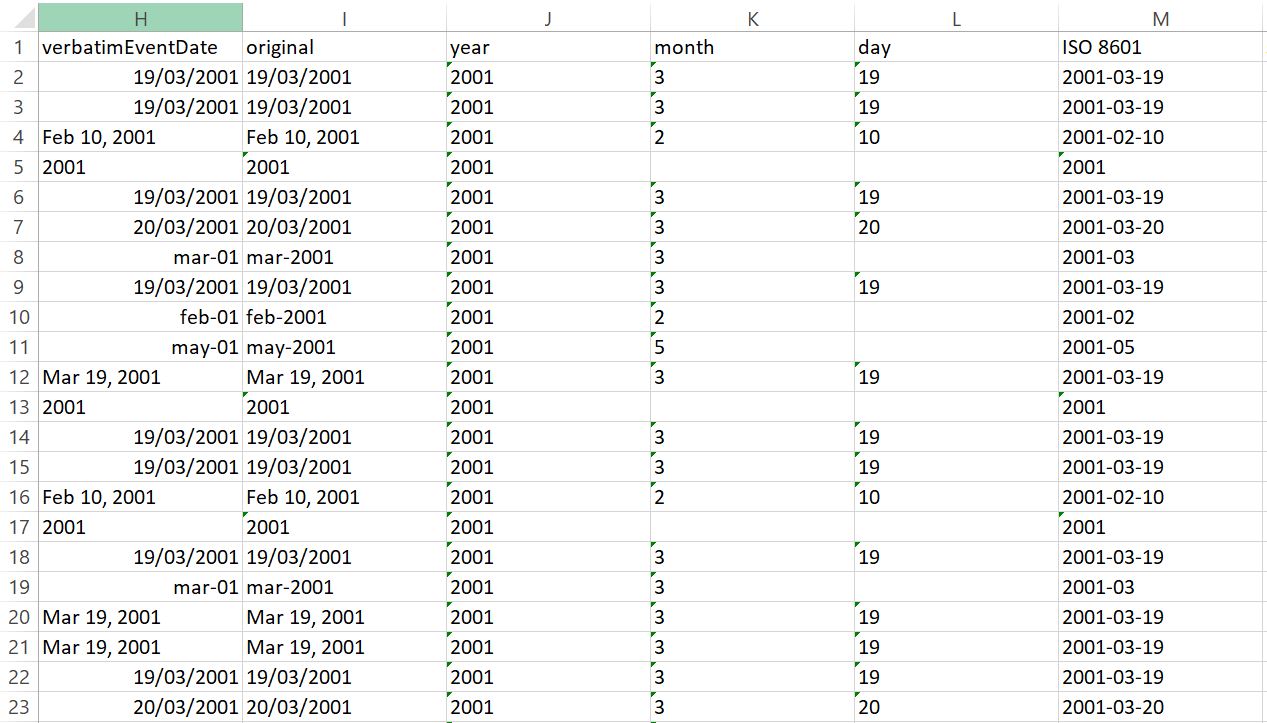 H I J K L M
1 verbatimEventDate original year month day ISO 8601
2 19/03/2001 19/03/2001 2001 3 19 2001-03-19
3 19/03/2001 19/03/2001 2001 3 19 2001-03-19
4 Feb 10, 2001 Feb 10, 2001 2001 2 10 2001-02-10
5 2001 2001 2001 2001
6 19/03/2001 19/03/2001 2001 3 19 2001-03-19
7 20/03/2001 20/03/2001 2001 3 20 2001-03-20
8 mar-01 mar-2001 2001 3 2001-03
9 19/03/2001 19/03/2001 2001 3 19 2001-03-19
10 feb-01 feb-2001 2001 2 2001-02
11 may-01 may-2001 2001 5 2001-05
12 Mar 19, 2001 Mar 19, 2001 2001 3 19 2001-03-19
13 2001 2001 2001 2001
14 19/03/2001 19/03/2001 2001 3 19 2001-03-19
15 19/03/2001 19/03/2001 2001 3 19 2001-03-19
16 Feb 10, 2001 Feb 10, 2001 2001 2 10 2001-02-10
17 2001 2001 2001 2001
18 19/03/2001 19/03/2001 2001 3 19 2001-03-19
19 mar-01 mar-2001 2001 3 2001-03
20 Mar 19, 2001 Mar 19, 2001 2001 3 19 2001-03-19
21 Mar 19, 2001 Mar 19, 2001 2001 3 19 2001-03-19
22 19/03/2001 19/03/2001 2001 3 19 2001-03-19
23 20/03/2001 20/03/2001 2001 3 20 2001-03-20